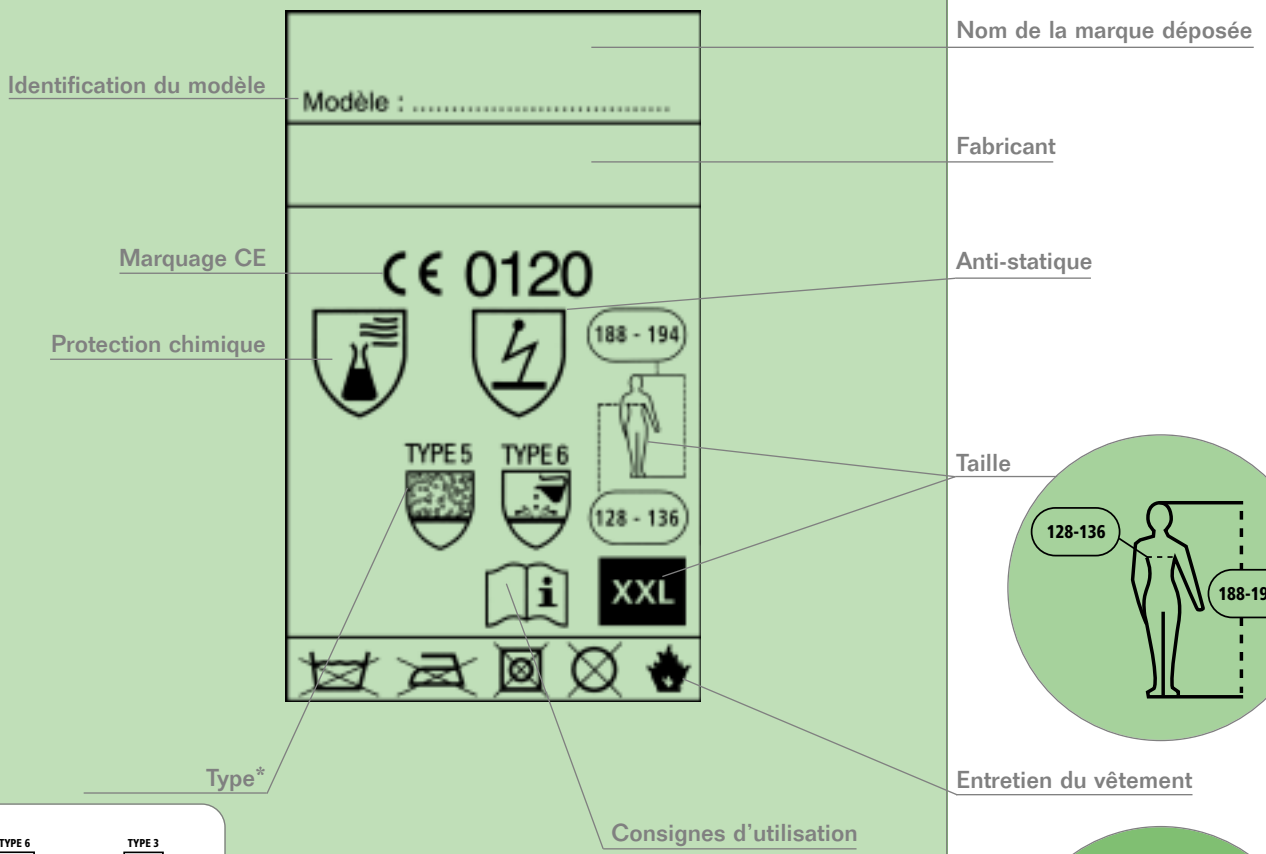 Nom de la marque déposée
Identification du modèle
Modèle : ................................
Fabricant
Marquage CE
CE 0120
Anti-statique
Protection chimique
188 - 194
TYPE 5 TYPE 6
Taille
128 - 136
128-136
188-19
i
XXL
Type*
Entretien du vêtement
Consignes d'utilisation
TYPE 6
TYPE 3